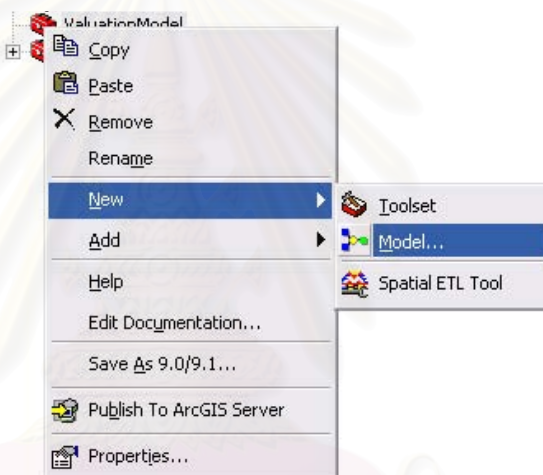 ValuationModel
Copy
Paste
Remove
Rename
New
Toolset
Add
Model...
Spatial ETL Tool
Help
Edit Documentation...
Save As 9.0/9.1...
Publish To ArcGIS Server
Properties...